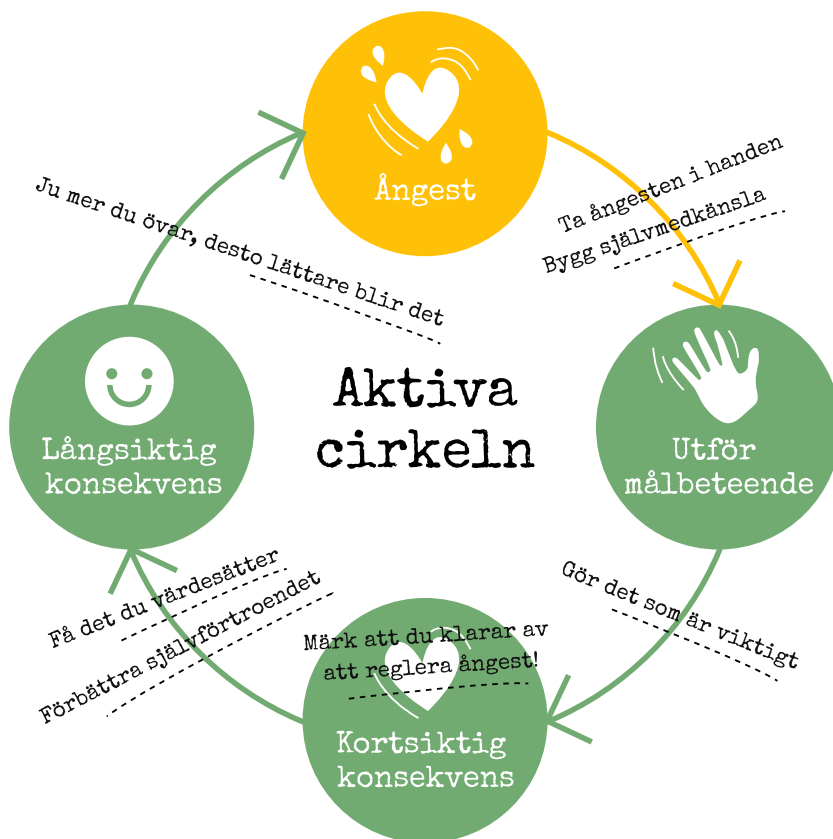 Ångest
Ta ångesten i handen
Bygg självmedkänsla
Ju mer du övar, desto lättare blir det
Aktiva
cirkeln
Långsiktig
konsekvens
Utför
målbeteende
Gör det som är viktigt
Få det du värdesätter
Förbättra självförtroendet
Märk att du klarar av
att reglera ångest!
Kortsiktig
konsekvens